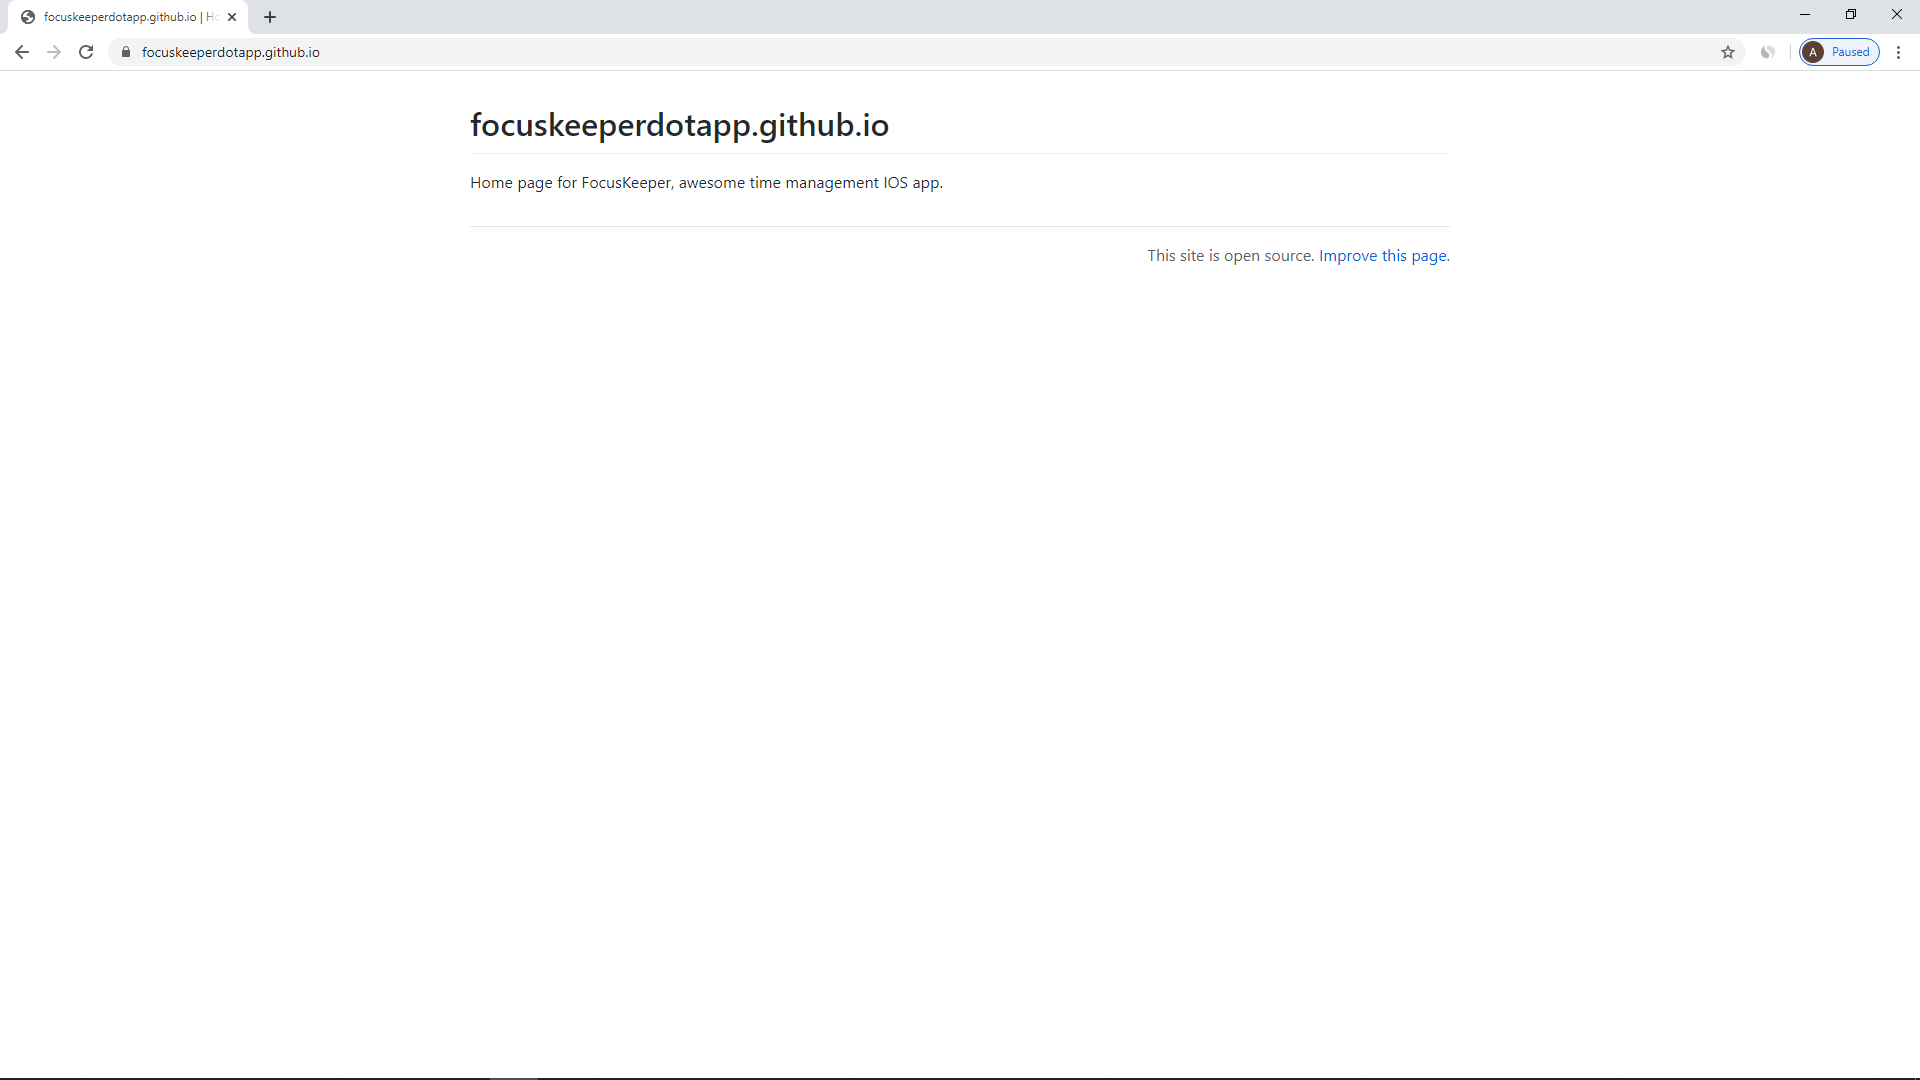 focuskeeperdotapp.github.io | Ho
focuskeeperdotapp.github.io
A Paused
focuskeeperdotapp.github.io
Home page for FocusKeeper, awesome time management IOS app.
This site is open source. Improve this page.